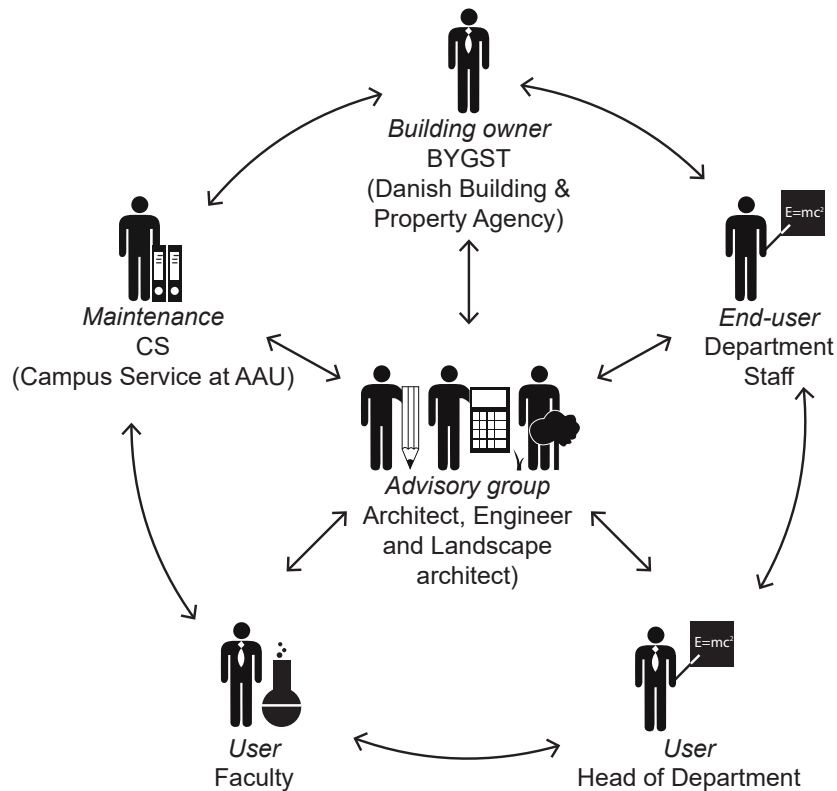 Building owner
BYGST
(Danish Building &
Property Agency)
E=mc²
Maintenance
CS
(Campus Service at AAU)
End-user
Department
Staff
Advisory group
Architect, Engineer
and Landscape
architect)
E=mc²
User
Faculty
User
Head of Department